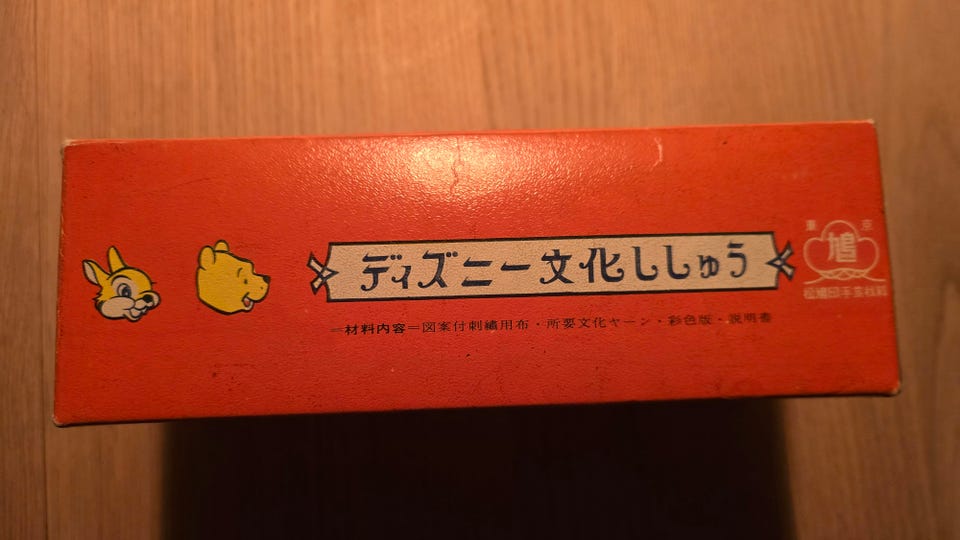 ディズニー文化ししゅう
=材料内容=図案付刺繍用布・所要文化ヤーン・彩色版・説明書
東京
鳩